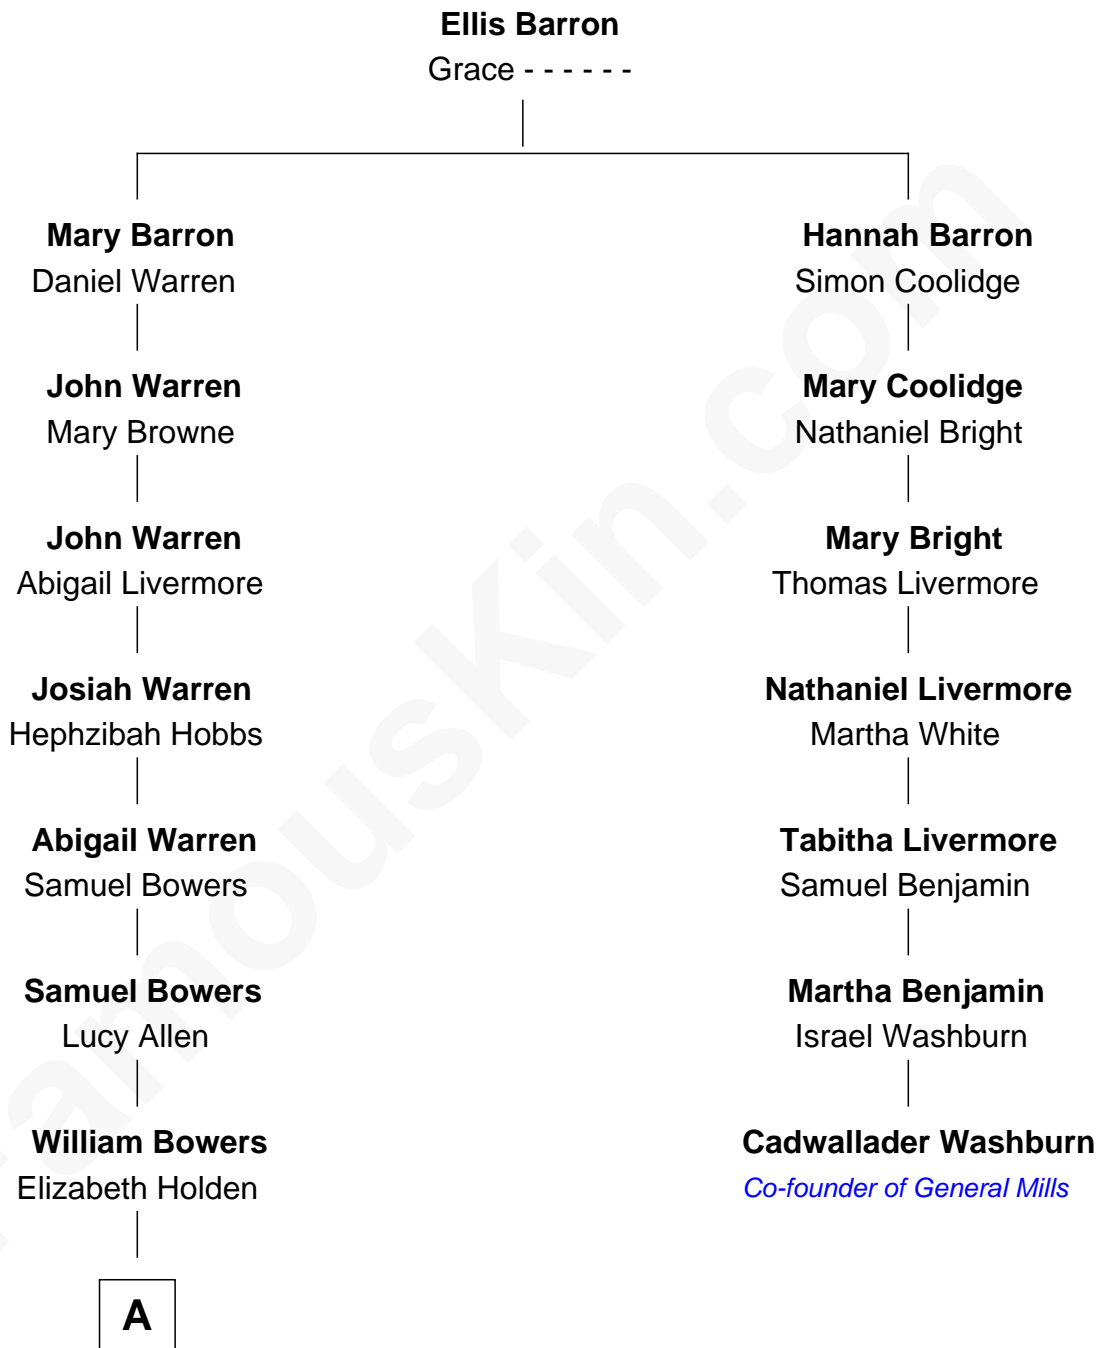 Ellis Barron
Grace - - - - - -
Mary Barron
Daniel Warren
Hannah Barron
Simon Coolidge
John Warren
Mary Browne
Mary Coolidge
Nathaniel Bright
John Warren
Abigail Livermore
Mary Bright
Thomas Livermore
Josiah Warren
Hephzibah Hobbs
Nathaniel Livermore
Martha White
Abigail Warren
Samuel Bowers
Tabitha Livermore
Samuel Benjamin
Samuel Bowers
Lucy Allen
Martha Benjamin
Israel Washburn
William Bowers
Elizabeth Holden
Cadwallader Washburn
Co-founder of General Mills
A
FamousKin.com